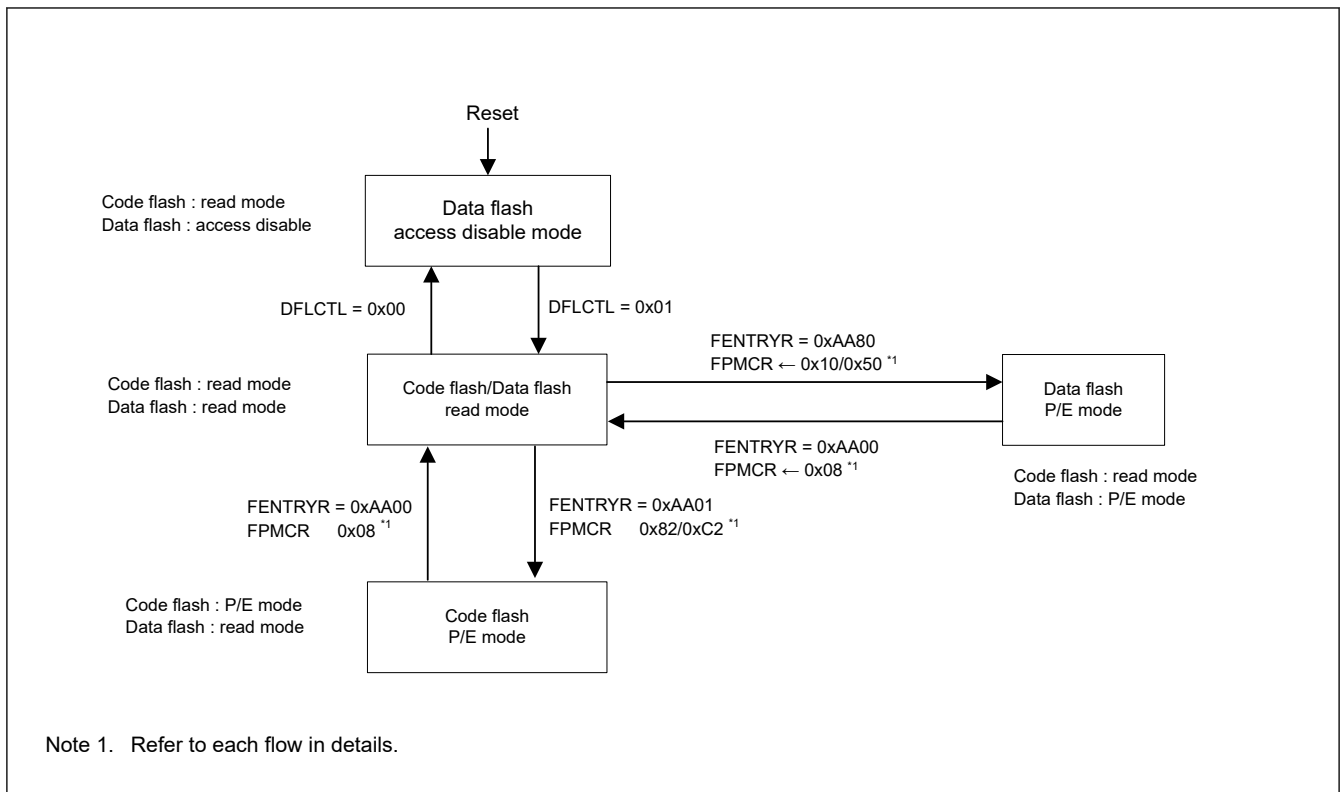 Reset
Code flash : read mode
Data flash : access disable
Data flash
access disable mode
DFLCTL = 0x00
DFLCTL = 0x01
FENTRYR = 0xAA80
FPMCR ← 0x10/0x50 *1
Code flash : read mode
Data flash : read mode
Code flash/Data flash
read mode
Data flash
P/E mode
FENTRYR = 0xAA00
FPMCR ← 0x08 *1
Code flash : read mode
Data flash : P/E mode
FENTRYR = 0xAA00
FPMCR 0x08 *1
FENTRYR = 0xAA01
FPMCR 0x82/0xC2 *1
Code flash : P/E mode
Data flash : read mode
Code flash
P/E mode
Note 1. Refer to each flow in details.